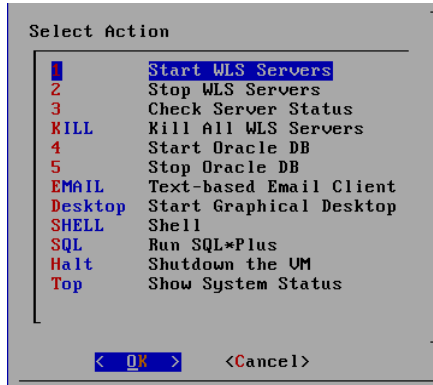 Select Action
1 Start WLS Servers
2 Stop WLS Servers
3 Check Server Status
KILL Kill All WLS Servers
4 Start Oracle DB
5 Stop Oracle DB
EMAIL Text-based Email Client
Desktop Start Graphical Desktop
SHELL Shell
SQL Run SQL*Plus
Halt Shutdown the VM
Top Show System Status
< OK > <Cancel>